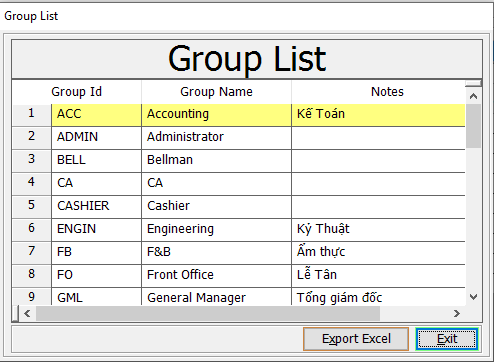 Group List
Group List
Group Id Group Name Notes
1 ACC Accounting Kế Toán
2 ADMIN Administrator
3 BELL Bellman
4 CA CA
5 CASHIER Cashier
6 ENGIN Engineering Kỷ Thuật
7 FB F&B Ẩm thực
8 FO Front Office Lễ Tân
9 GML General Manager Tổng giám đốc
Export Excel Exit